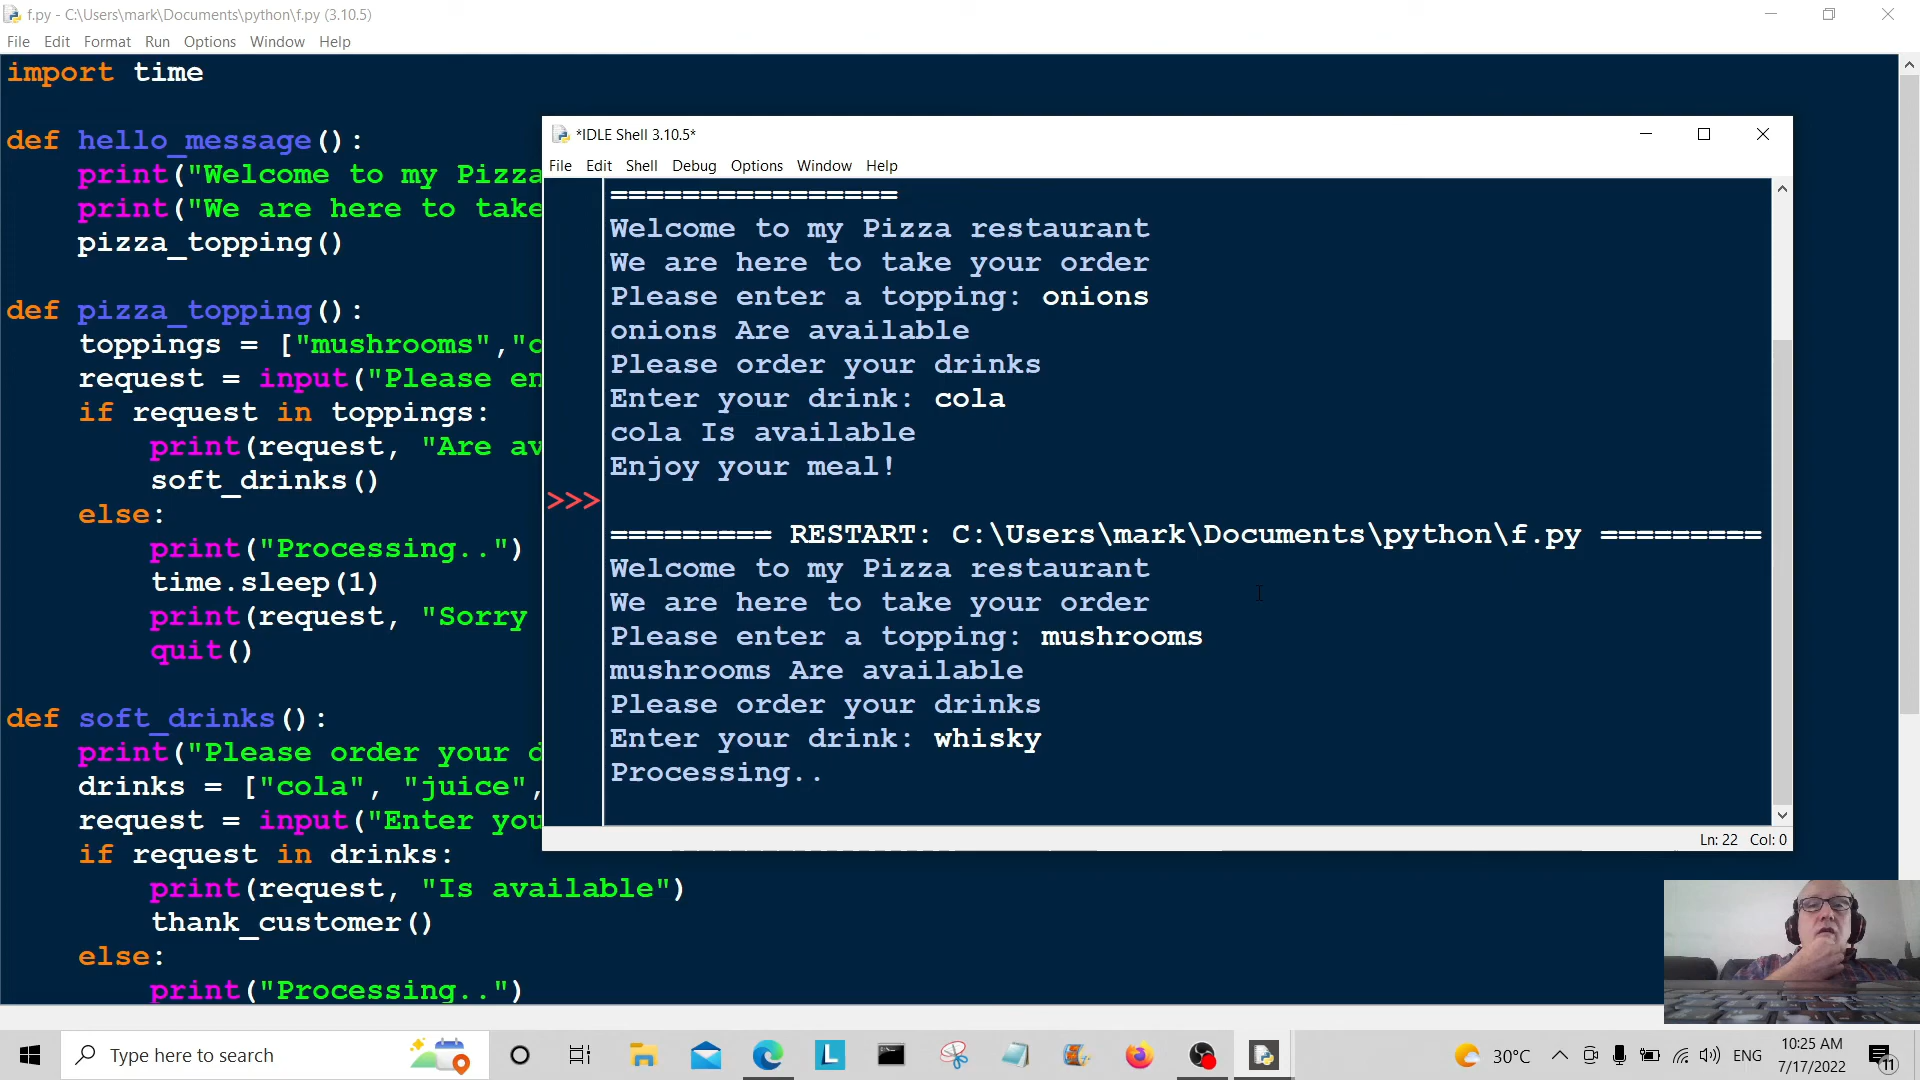 f.py - C:\Users\mark\Documents\python\f.py (3.10.5)
File Edit Format Run Options Window Help
import time
def hello_message():
print("Welcome to my Pizza
print("We are here to take
pizza_topping()
def pizza_topping():
toppings = ["mushrooms","
request = input("Please en
if request in toppings:
print(request, "Are av
soft_drinks()
else:
print("Processing..")
time.sleep(1)
print(request, "Sorry
quit()
def soft_drinks():
print("Please order your d
drinks = ["cola", "juice",
request = input("Enter you
if request in drinks:
print(request, "Is available")
thank_customer()
else:
print("Processing..")
*IDLE Shell 3.10.5*
File Edit Shell Debug Options Window Help
================
Welcome to my Pizza restaurant
We are here to take your order
Please enter a topping: onions
onions Are available
Please order your drinks
Enter your drink: cola
cola Is available
Enjoy your meal!
>>>
========= RESTART: C:\Users\mark\Documents\python\f.py =========
Welcome to my Pizza restaurant
We are here to take your order
Please enter a topping: mushrooms
mushrooms Are available
Please order your drinks
Enter your drink: whisky
Processing..
Ln: 22 Col: 0
Type here to search
L
30°C
ENG
10:25 AM
7/17/2022
11